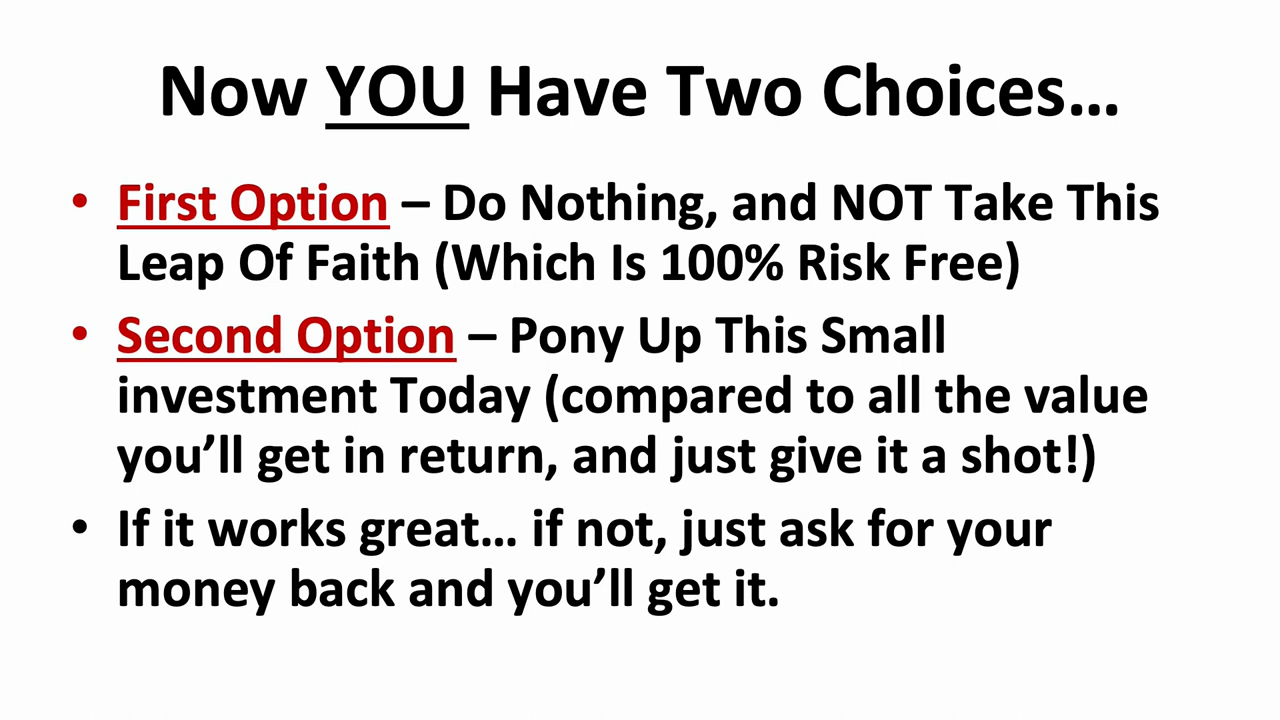 Now YOU Have Two Choices…
• First Option – Do Nothing, and NOT Take This
Leap Of Faith (Which Is 100% Risk Free)
• Second Option – Pony Up This Small
investment Today (compared to all the value
you’ll get in return, and just give it a shot!)
• If it works great… if not, just ask for your
money back and you’ll get it.